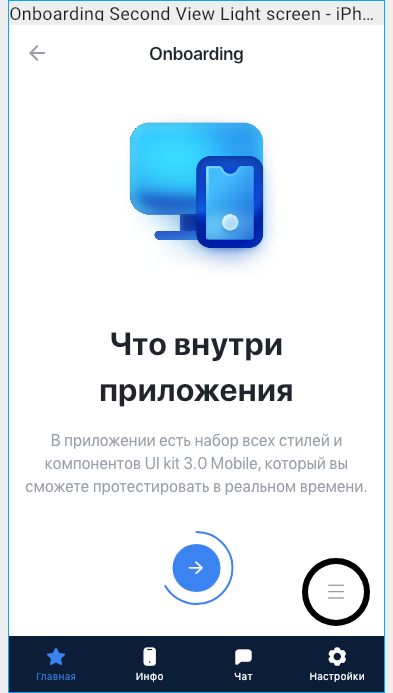 Onboarding Second View Light screen - iPh...
Onboarding
Что внутри
приложения
В приложении есть набор всех стилей и
компонентов UI kit 3.0 Mobile, который вы
сможете протестировать в реальном времени.
Главная
Инфо
Чат
Настройки